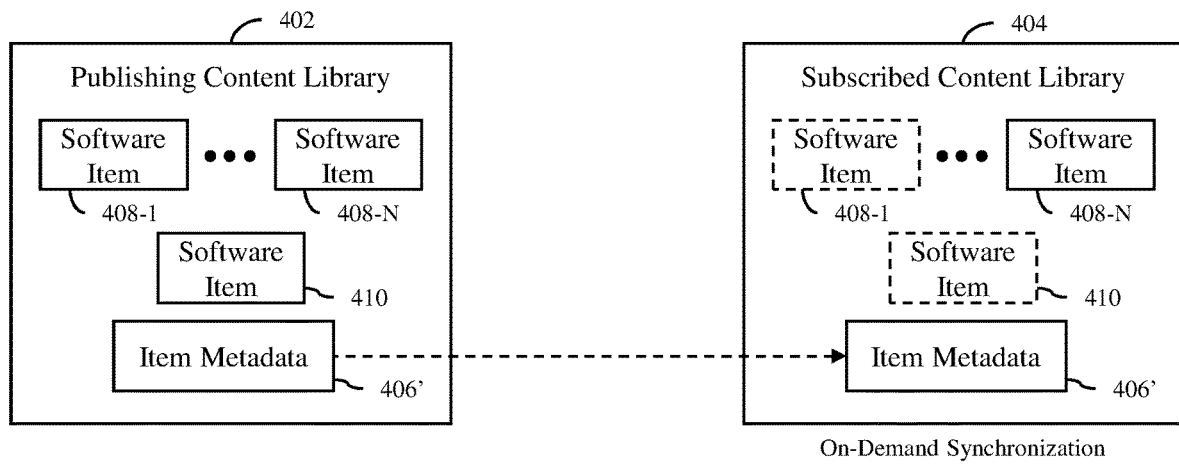 402
404
Publishing Content Library
Subscribed Content Library
Software
Item
Software
Item
Software
Item
Software
Item
408-1
408-N
408-1
408-N
Software
Item
410
Software
Item
410
Item Metadata
Item Metadata
406’
406’
On-Demand Synchronization